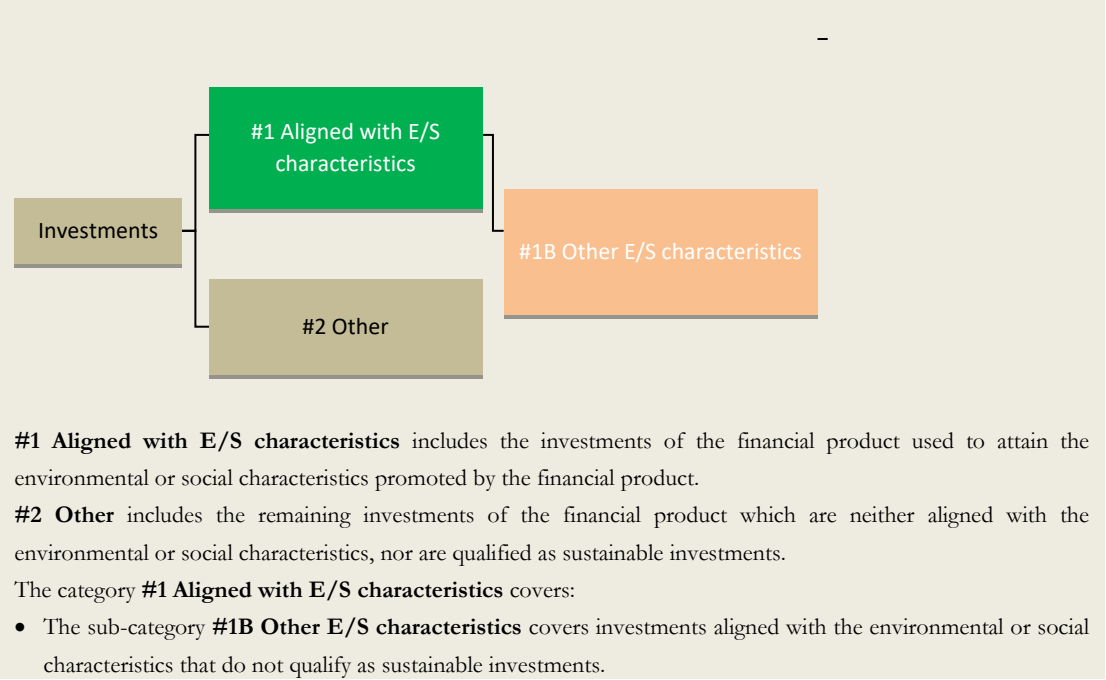 –
#1 Aligned with E/S
characteristics
Investments
#1B Other E/S characteristics
#2 Other
#1 Aligned with E/S characteristics includes the investments of the financial product used to attain the
environmental or social characteristics promoted by the financial product.
#2 Other includes the remaining investments of the financial product which are neither aligned with the
environmental or social characteristics, nor are qualified as sustainable investments.
The category #1 Aligned with E/S characteristics covers:
• The sub-category #1B Other E/S characteristics covers investments aligned with the environmental or social
characteristics that do not qualify as sustainable investments.